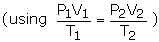 (using P₁V₁/T₁ = P₂V₂/T₂ )